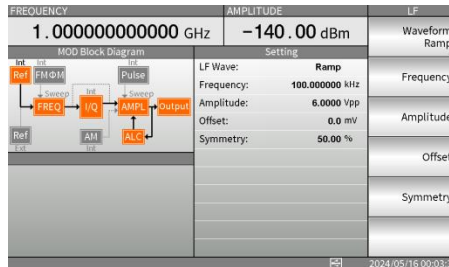 FREQUENCY
AMPLITUDE
LF
1.000000000000 GHz
-140.00 dBm
Waveform
Ramp
MOD Block Diagram
Setting
Int
Int
Int
Ref
FMΦM
Pulse
Sweep
Int
Sweep
FREQ
I/Q
AMPL
Output
Ref
AM
ALC
Ext
Int
LF Wave: Ramp
Frequency: 100.000000 kHz
Amplitude: 6.0000 Vpp
Offset: 0.0 mV
Symmetry: 50.00 %
Frequency
Amplitude
Offset
Symmetry
2024/05/16 00:03: